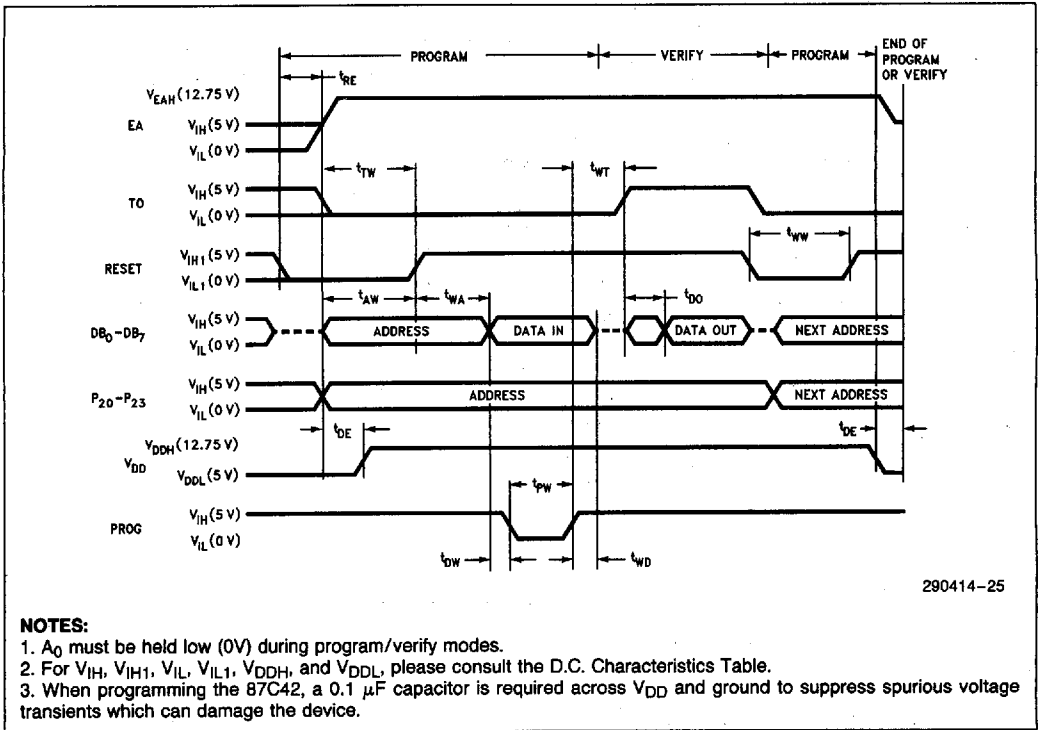 PROGRAM VERIFY PROGRAM END OF
PROGRAM
OR VERIFY
tRE
VEAH (12.75 V)
EA VIH (5 V)
VIL (0 V)
tTW tWT
TO VIH (5 V)
VIL (0 V)
tWW
RESET VIH1 (5 V)
VIL1 (0 V)
tAW tWA tDO
DB0-DB7 VIH (5 V)
VIL (0 V)
ADDRESS DATA IN DATA OUT NEXT ADDRESS
P20-P23 VIH (5 V)
VIL (0 V)
ADDRESS NEXT ADDRESS
tDE tDE
VDD VDDH (12.75 V)
VDDL (5 V)
tPW
PROG VIH (5 V)
VIL (0 V)
tDW tWD
290414-25
NOTES:
1. A0 must be held low (0V) during program/verify modes.
2. For VIH, VIH1, VIL, VIL1, VDDH, and VDDL, please consult the D.C. Characteristics Table.
3. When programming the 87C42, a 0.1 μF capacitor is required across VDD and ground to suppress spurious voltage
transients which can damage the device.